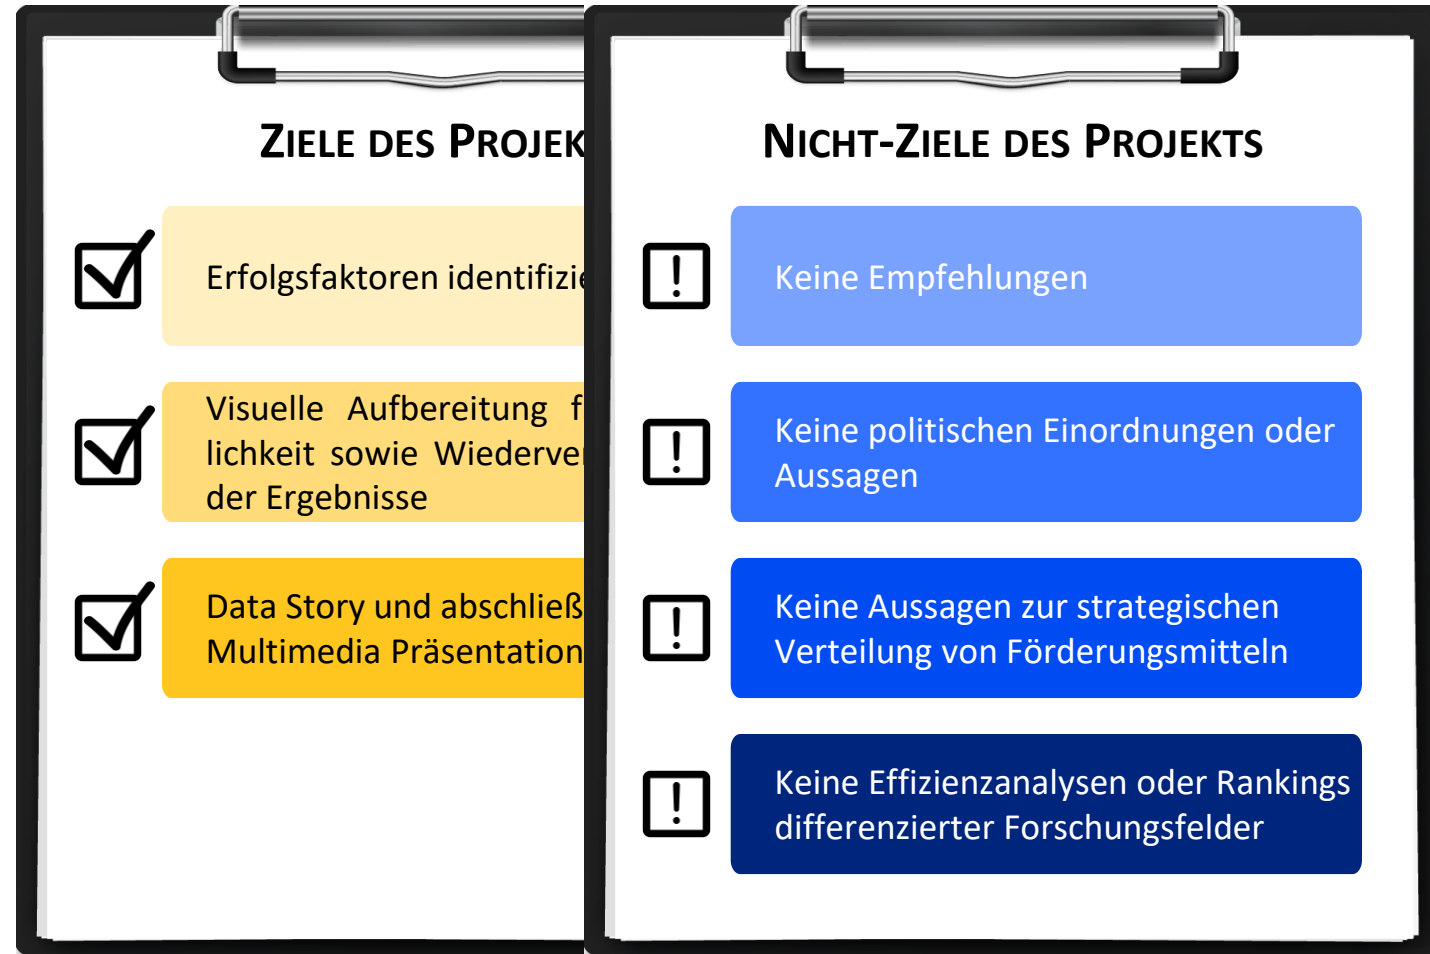 ZIELE DES PROJEK
Erfolgsfaktoren identifizie
Visuelle Aufbereitung f
lichkeit sowie Wiederver
der Ergebnisse
Data Story und abschließ
Multimedia Präsentation
NICHT-ZIELE DES PROJEKTS
Keine Empfehlungen
Keine politischen Einordnungen oder
Aussagen
Keine Aussagen zur strategischen
Verteilung von Förderungsmitteln
Keine Effizienzanalysen oder Rankings
differenzierter Forschungsfelder